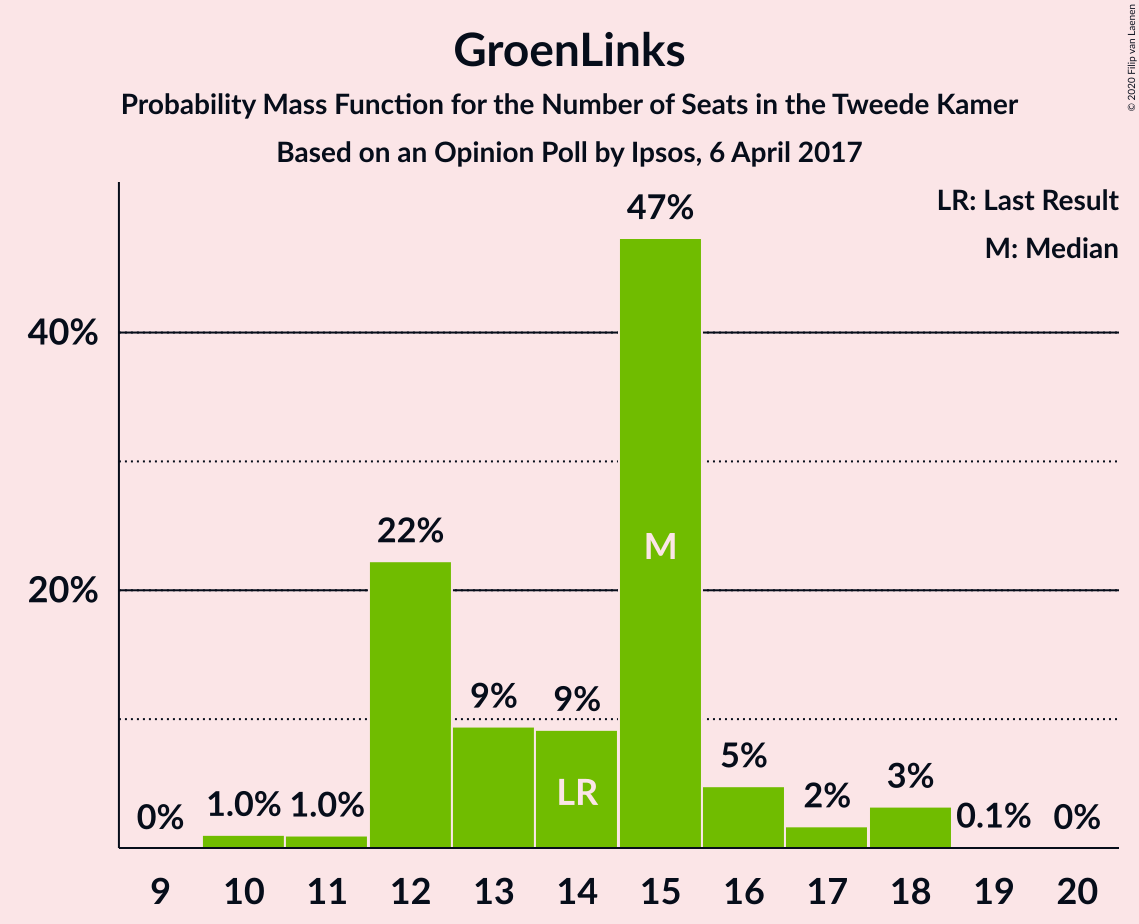 GroenLinks
Probability Mass Function for the Number of Seats in the Tweede Kamer
Based on an Opinion Poll by Ipsos, 6 April 2017
© 2020 Filip van Laenen
LR: Last Result
M: Median
40%
20%
0%
1.0%
1.0%
22%
9%
9%
47%
5%
2%
3%
0.1%
0%
LR
M
9 10 11 12 13 14 15 16 17 18 19 20